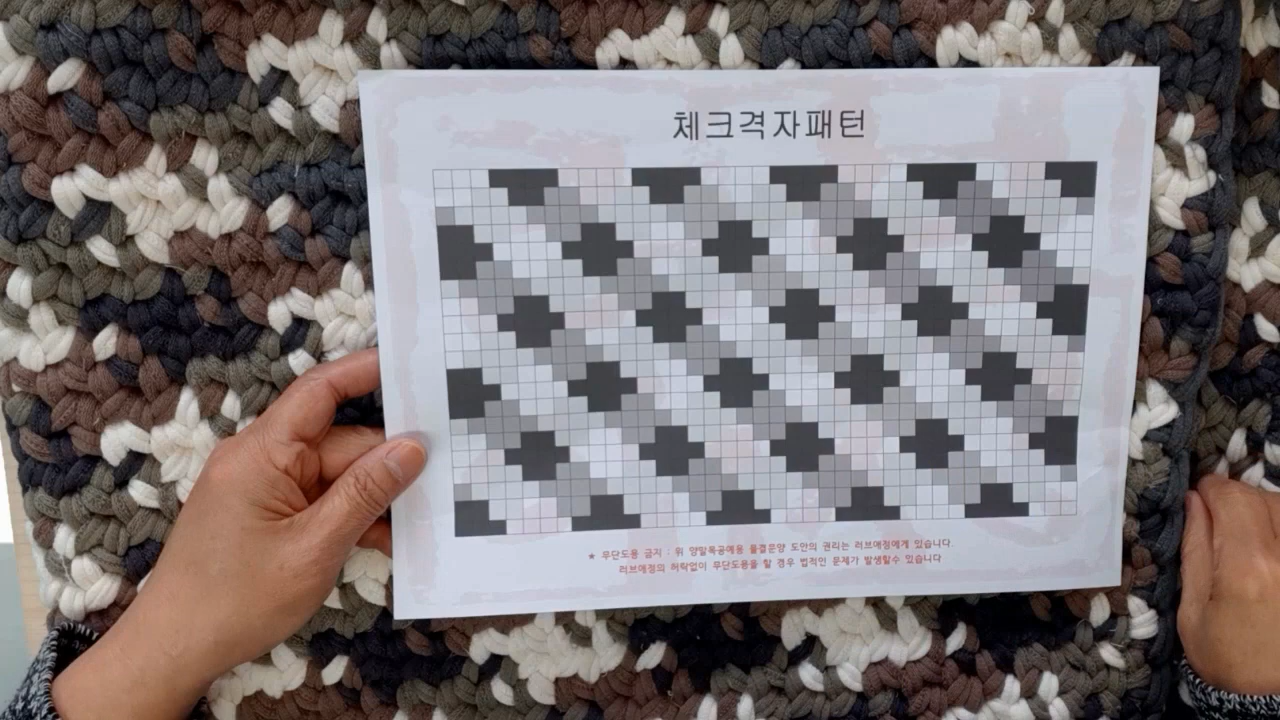 체크격자패턴
★ 무단도용 금지 : 위 양말목공예용 물결문양 도안의 권리는 러브애정에게 있습니다.
러브애정의 허락없이 무단도용을 할 경우 법적인 문제가 발생할수 있습니다